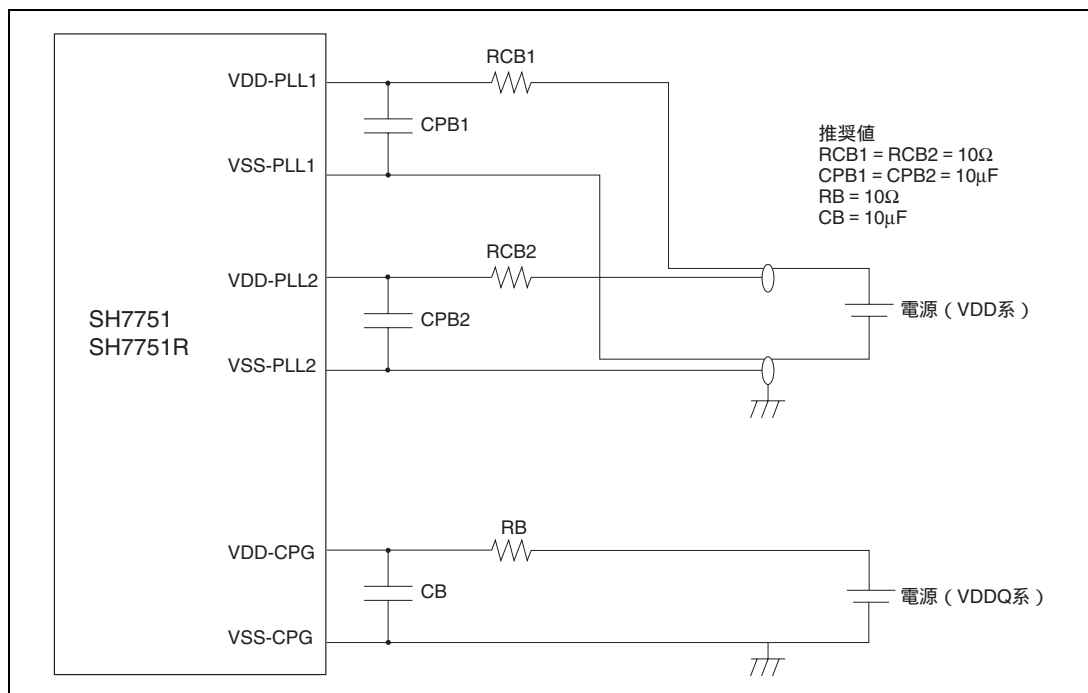 RCB1
VDD-PLL1
CPB1
推奨値
RCB1 = RCB2 = 10Ω
CPB1 = CPB2 = 10μF
RB = 10Ω
CB = 10μF
VSS-PLL1
RCB2
VDD-PLL2
SH7751
SH7751R
CPB2
電源（VDD系）
VSS-PLL2
RB
VDD-CPG
CB
電源（VDDQ系）
VSS-CPG